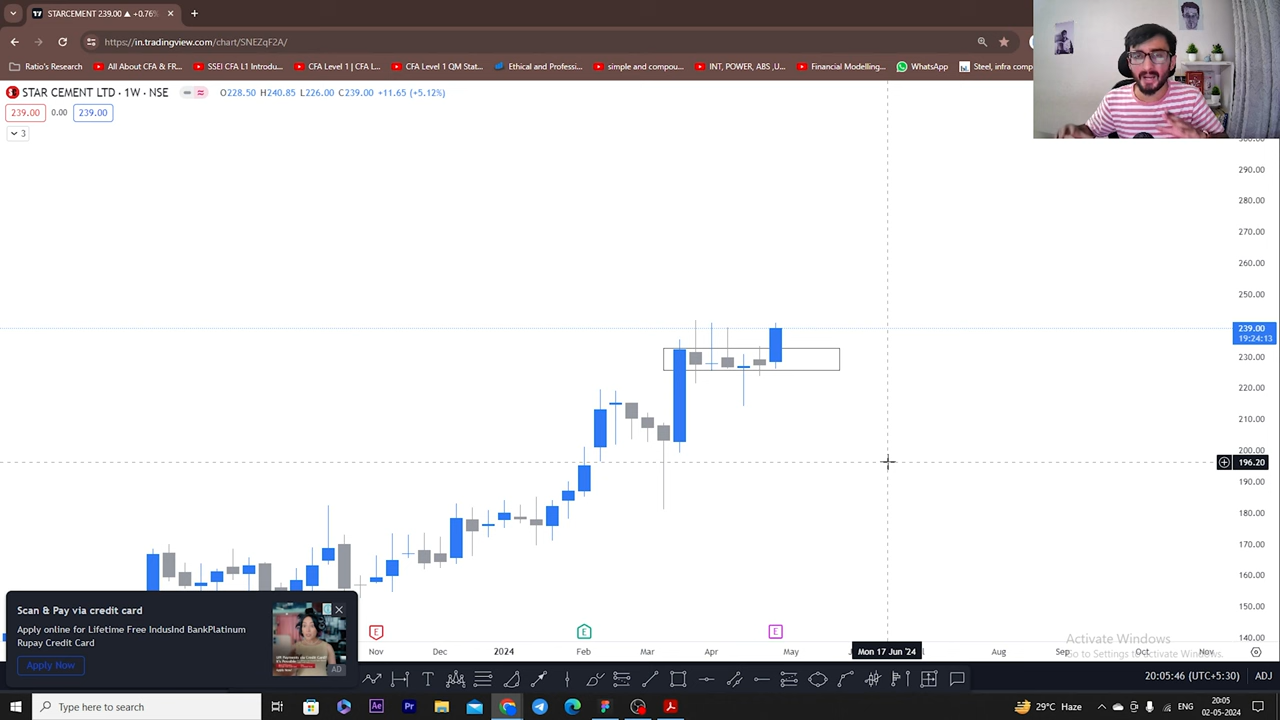 STARCEMENT 239.00 ▲ +0.76%
https://in.tradingview.com/chart/SNEZqF2A/
Ratio's Research
All About CFA & FR...
SSEI CFA L1 Introdu...
CFA Level 1 | CFA L...
CFA Level 1 QM Stat...
Ethical and Professi...
simple and compou...
INT, POWER, ABS ,U...
Financial Modelling...
WhatsApp
Steel, infra com
STAR CEMENT LTD · 1W · NSE
O228.50 H240.85 L226.00 C239.00 +11.65 (+5.12%)
239.00
0.00
239.00
3
290.00
280.00
270.00
260.00
250.00
239.00
19:24:13
230.00
220.00
210.00
200.00
196.20
190.00
180.00
170.00
160.00
150.00
140.00
Scan & Pay via credit card
Apply online for Lifetime Free IndusInd BankPlatinum
Rupay Credit Card
Apply Now
AD
E
E
E
Nov
Dec
2024
Feb
Mar
Apr
May
Mon 17 Jun '24
Aug
Sep
Oct
Nov
Activate Windows
Go to Settings to activate Windows.
20:05:46 (UTC+5:30)
ADJ
Type here to search
Ae
Pr
29°C Haze
ENG
20:05
02-05-2024